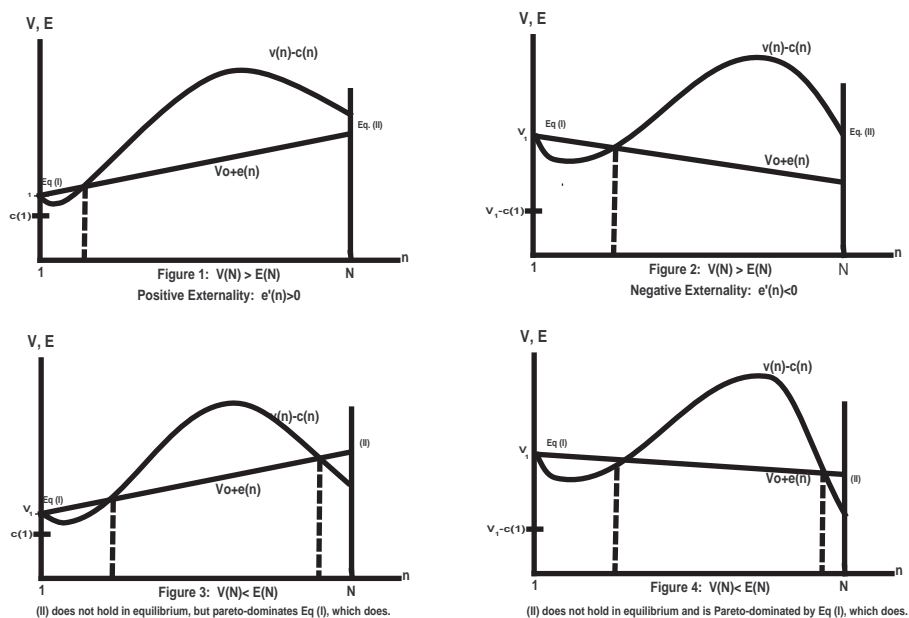 V, E
v(n)-c(n)
Eq. (II)
Eq (I)
Vo+e(n)
1
c(1)
n
1
N
Figure 1: V(N) > E(N)
Positive Externality: e'(n)>0
V, E
v(n)-c(n)
V1
Eq (I)
Eq. (II)
Vo+e(n)
V1-c(1)
n
1
N
Figure 2: V(N) > E(N)
Negative Externality: e'(n)<0
V, E
v(n)-c(n)
(II)
Vo+e(n)
Eq (I)
V1
c(1)
n
1
N
Figure 3: V(N)< E(N)
(II) does not hold in equilibrium, but pareto-dominates Eq (I), which does.
V, E
v(n)-c(n)
V1
Eq (I)
Vo+e(n)
(II)
V1-c(1)
n
1
N
Figure 4: V(N)< E(N)
(II) does not hold in equilibrium and is Pareto-dominated by Eq (I), which does.